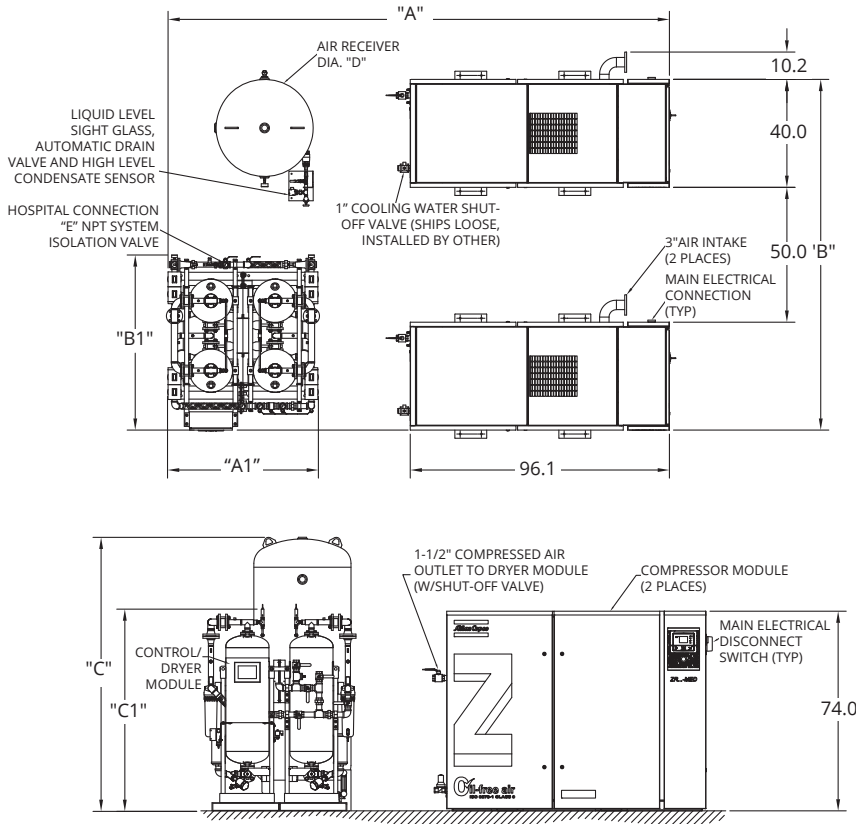 "A"
AIR RECEIVER
DIA. "D"
10.2
LIQUID LEVEL
SIGHT GLASS,
AUTOMATIC DRAIN
VALVE AND HIGH LEVEL
CONDENSATE SENSOR
40.0
HOSPITAL CONNECTION
“E” NPT SYSTEM
ISOLATION VALVE
1” COOLING WATER SHUT-
OFF VALVE (SHIPS LOOSE,
INSTALLED BY OTHER)
3"AIR INTAKE
(2 PLACES)
50.0
'B"
MAIN ELECTRICAL
CONNECTION
(TYP)
"B1"
“A1”
96.1
1-1/2" COMPRESSED AIR
OUTLET TO DRYER MODULE
(W/SHUT-OFF VALVE)
COMPRESSOR MODULE
(2 PLACES)
Atlas Copco
MAIN ELECTRICAL
DISCONNECT
SWITCH (TYP)
CONTROL/
DRYER
MODULE
"C"
"C1"
Z
74.0
Oil-free air